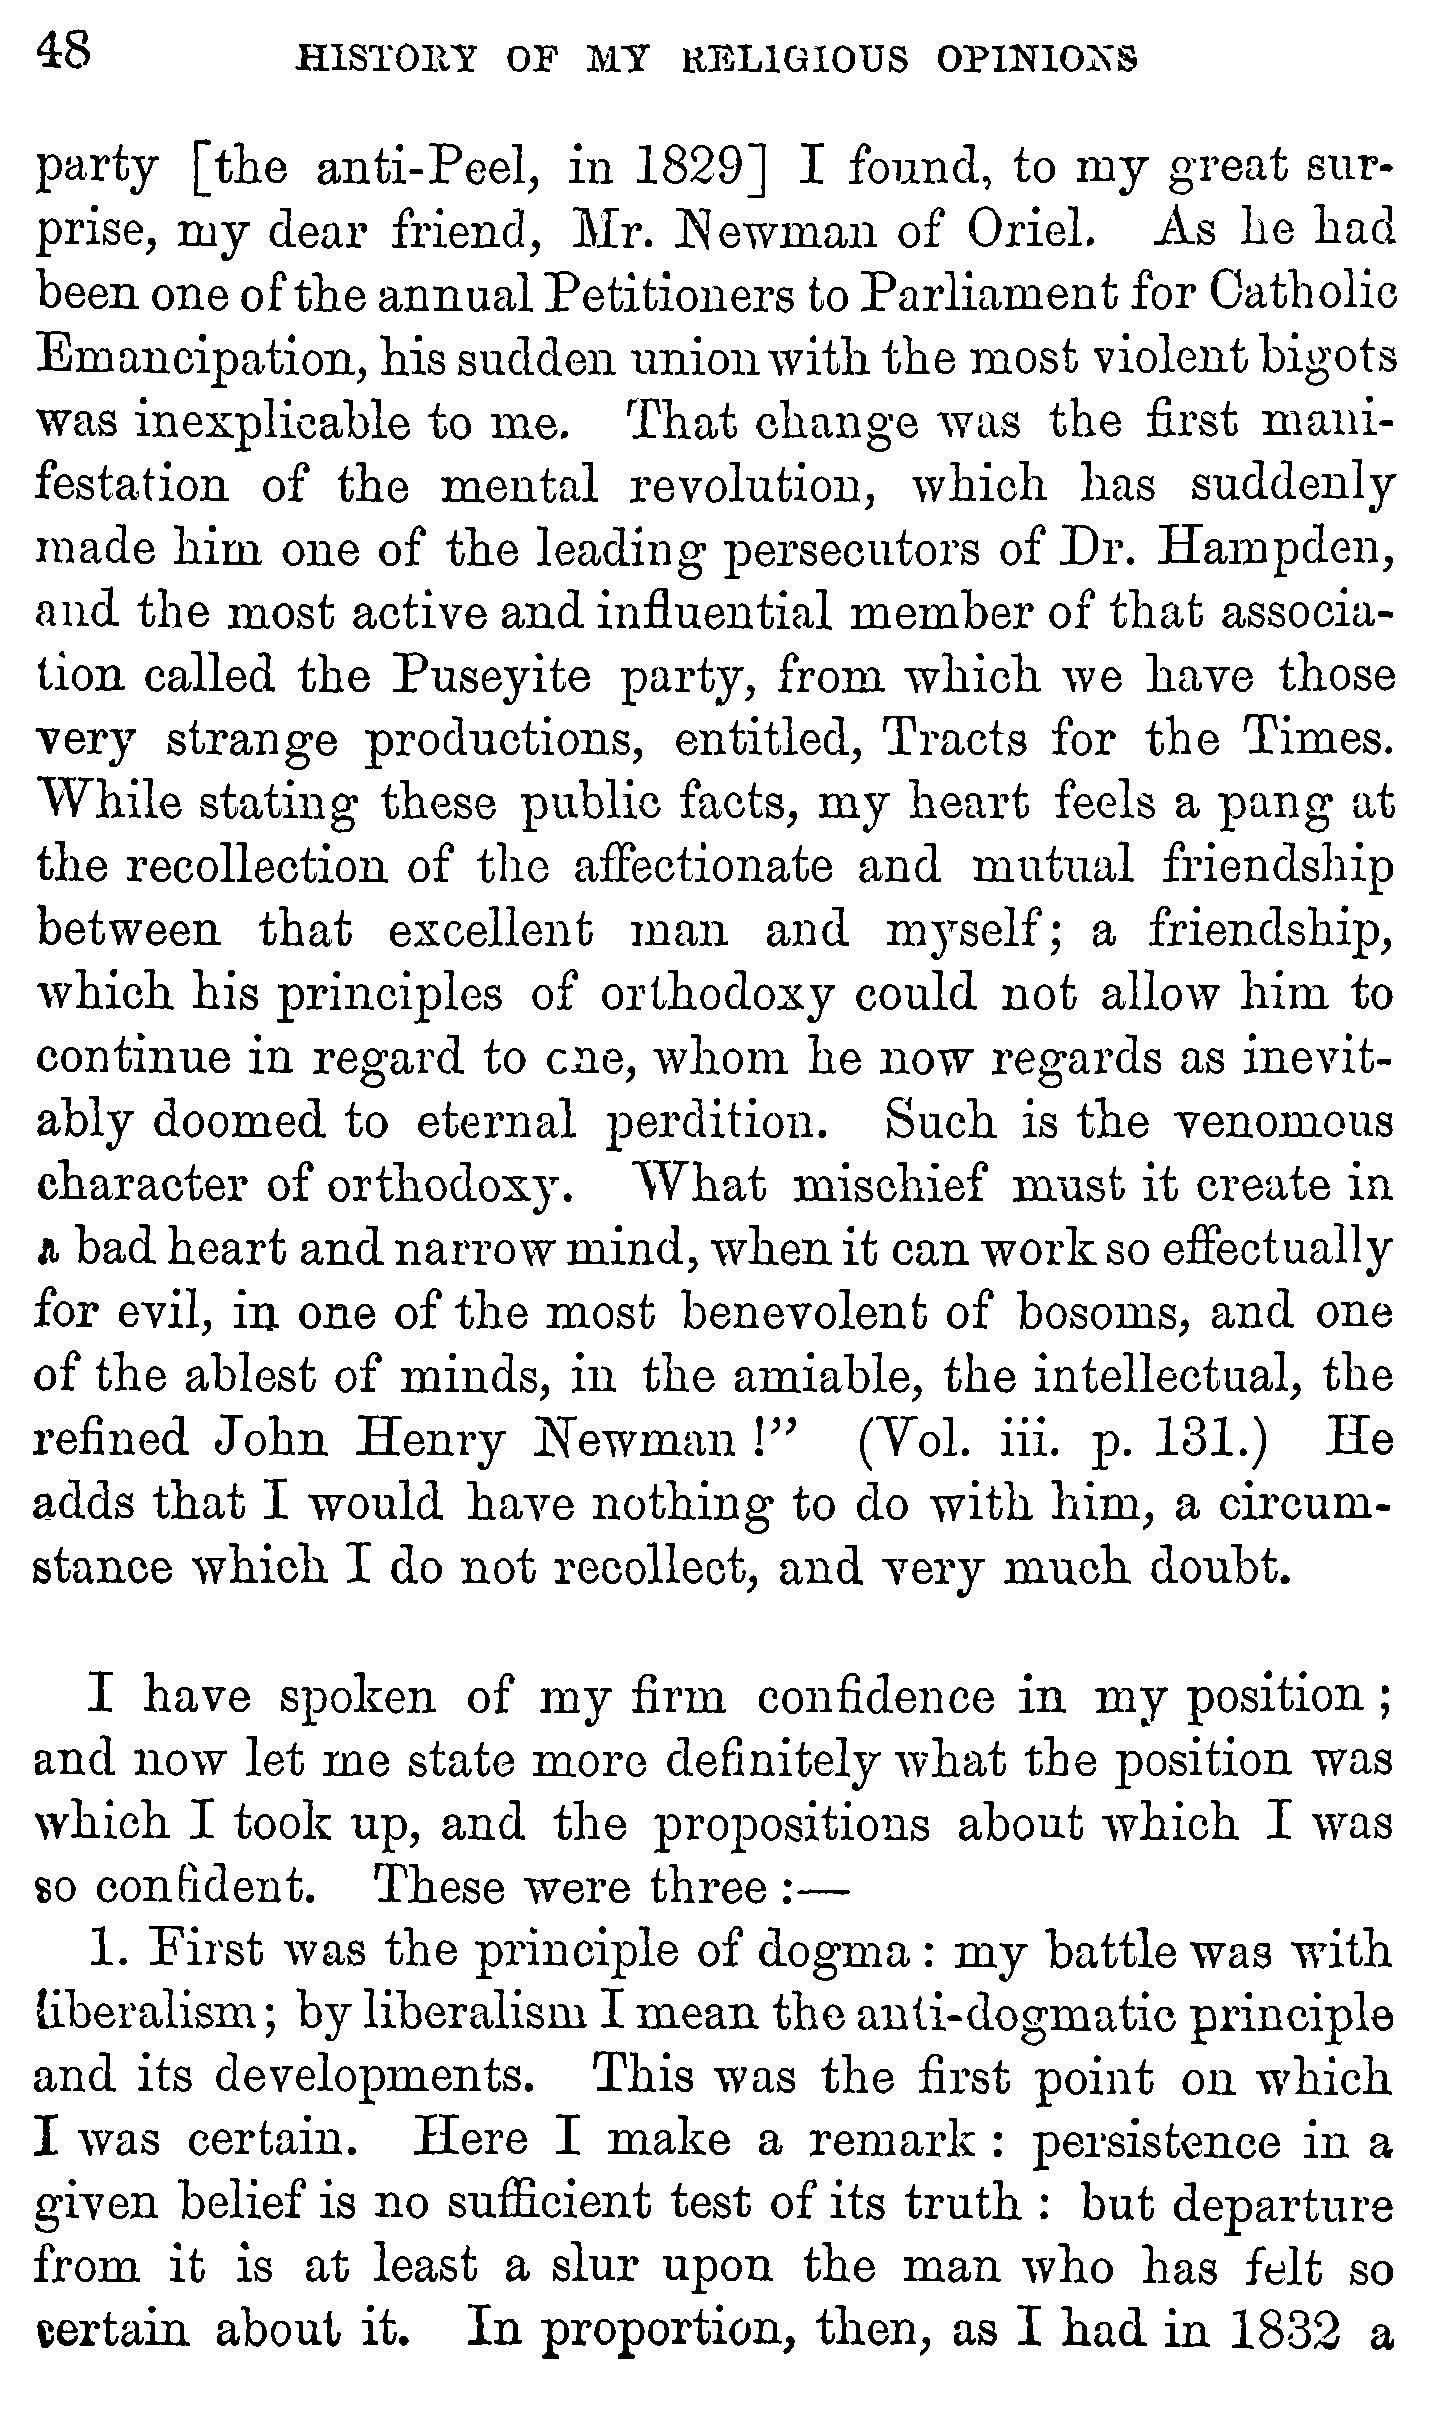 48 HISTORY OF MY RELIGIOUS OPINIONS
party [the anti-Peel, in 1829] I found, to my great sur-
prise, my dear friend, Mr. Newman of Oriel. As he had
been one of the annual Petitioners to Parliament for Catholic
Emancipation, his sudden union with the most violent bigots
was inexplicable to me. That change was the first mani-
festation of the mental revolution, which has suddenly
made him one of the leading persecutors of Dr. Hampden,
and the most active and influential member of that associa-
tion called the Puseyite party, from which we have those
very strange productions, entitled, Tracts for the Times.
While stating these public facts, my heart feels a pang at
the recollection of the affectionate and mutual friendship
between that excellent man and myself; a friendship,
which his principles of orthodoxy could not allow him to
continue in regard to one, whom he now regards as inevit-
ably doomed to eternal perdition. Such is the venomous
character of orthodoxy. What mischief must it create in
a bad heart and narrow mind, when it can work so effectually
for evil, in one of the most benevolent of bosoms, and one
of the ablest of minds, in the amiable, the intellectual, the
refined John Henry Newman !” (Vol. iii. p. 131.) He
adds that I would have nothing to do with him, a circum-
stance which I do not recollect, and very much doubt.
I have spoken of my firm confidence in my position ;
and now let me state more definitely what the position was
which I took up, and the propositions about which I was
so confident. These were three :—
1. First was the principle of dogma : my battle was with
liberalism; by liberalism I mean the anti-dogmatic principle
and its developments. This was the first point on which
I was certain. Here I make a remark : persistence in a
given belief is no sufficient test of its truth : but departure
from it is at least a slur upon the man who has felt so
certain about it. In proportion, then, as I had in 1832 a